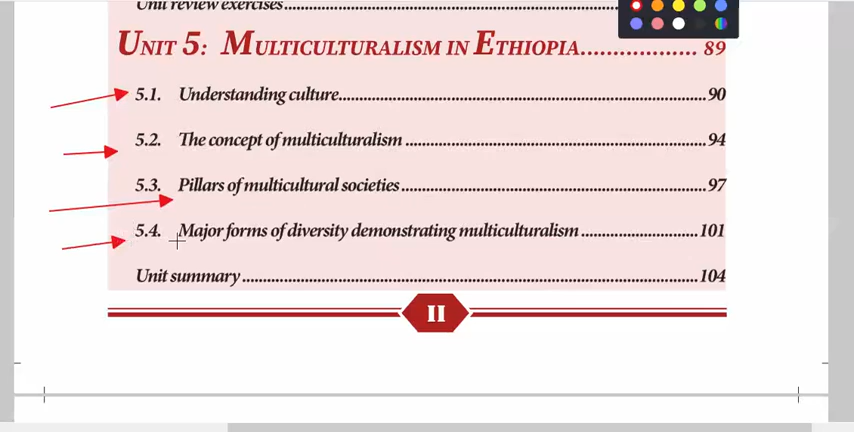 Unit review exercises.......................................................................................
UNIT 5: MULTICULTURALISM IN ETHIOPIA.................. 89
5.1. Understanding culture..........................................................................................90
5.2. The concept of multiculturalism .........................................................................94
5.3. Pillars of multicultural societies..........................................................................97
5.4. Major forms of diversity demonstrating multiculturalism ............................101
Unit summary ..................................................................................................................104
II